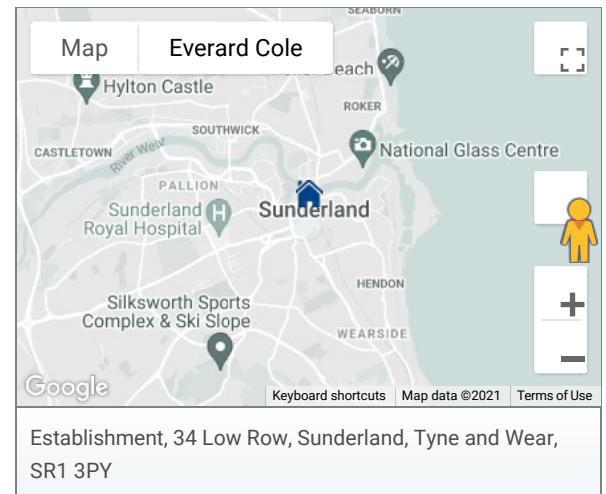 SEABURN
Map
Everard Cole
each
Hylton Castle
ROKER
SOUTHWICK
CASTLETOWN
River Wear
National Glass Centre
PALLION
Sunderland
Royal Hospital
H
Sunderland
HENDON
Silksworth Sports
Complex & Ski Slope
WEARSIDE
Google
Keyboard shortcuts
Map data ©2021
Terms of Use
Establishment, 34 Low Row, Sunderland, Tyne and Wear,
SR1 3PY